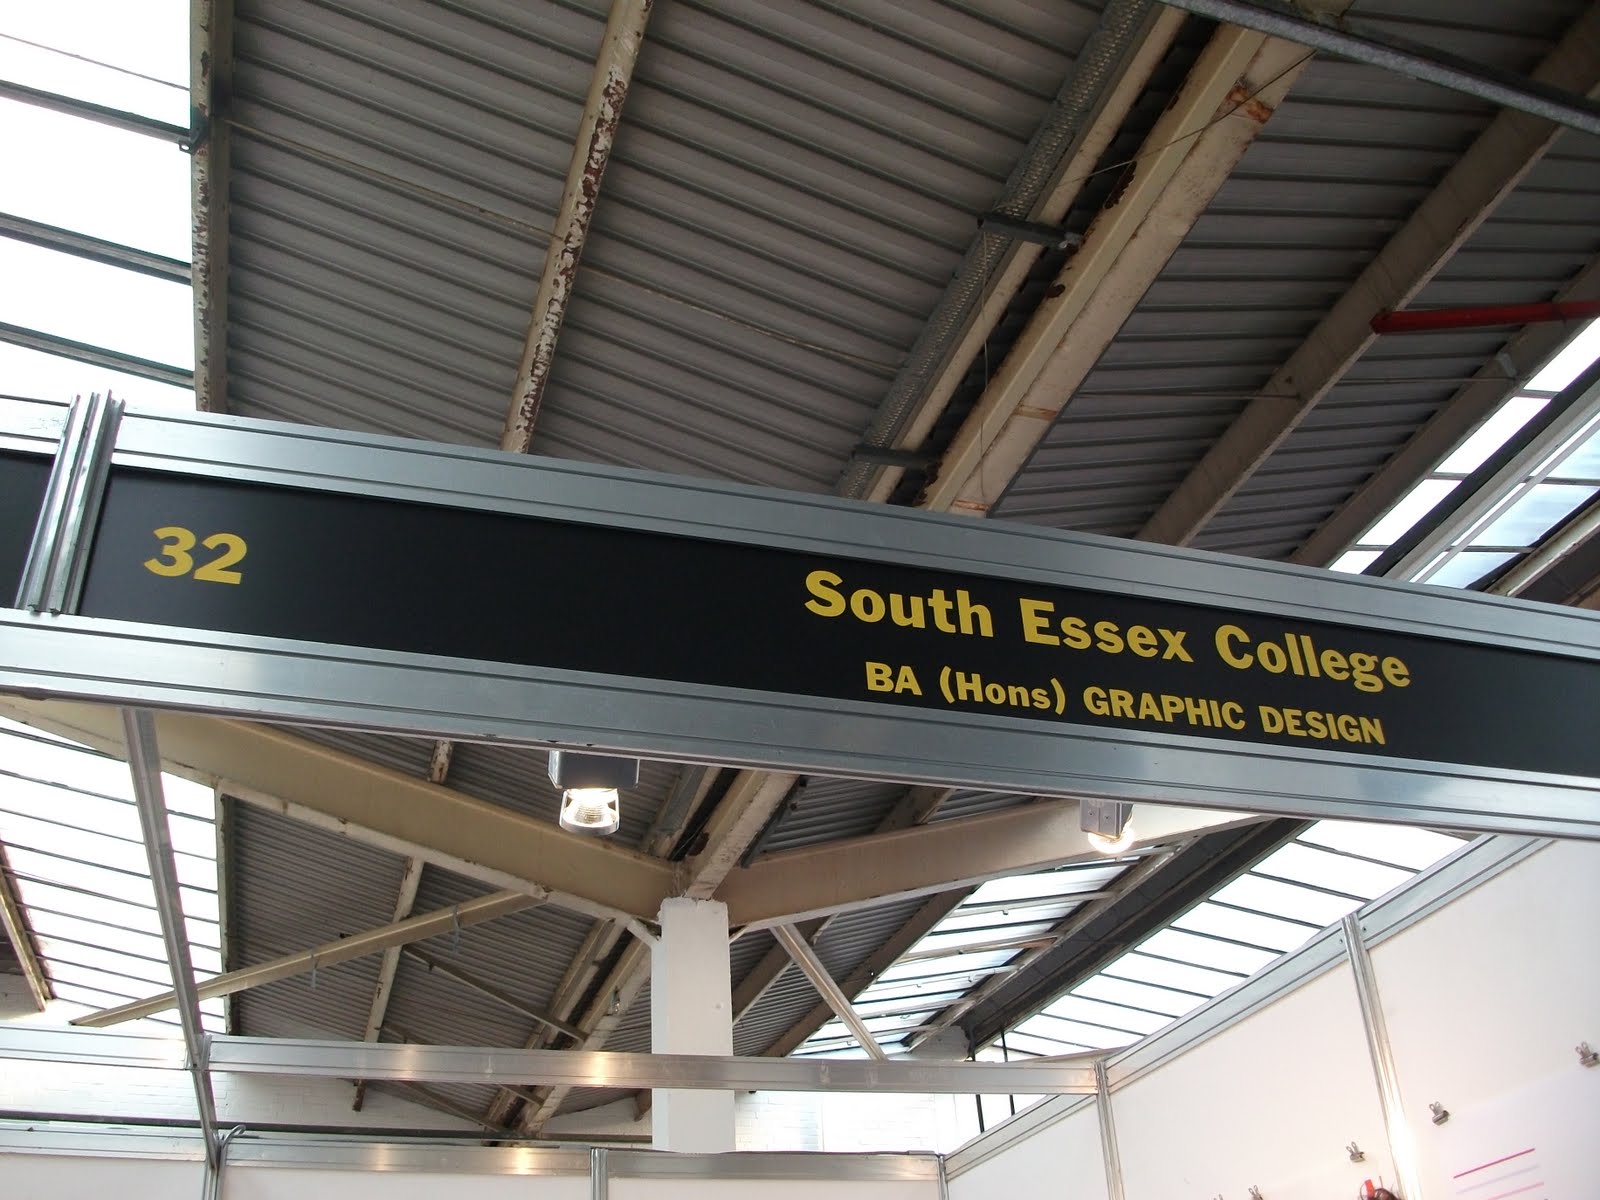 32
South Essex College
BA (Hons) GRAPHIC DESIGN